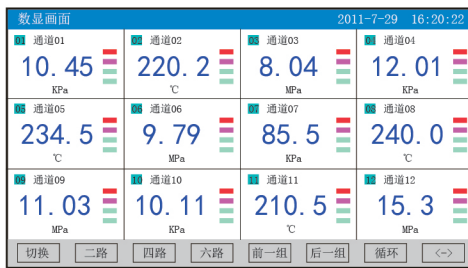 数显画面 2011-7-29 16:20:22
01 通道01 02 通道02 03 通道03 04 通道04
10.45 220.2 8.04 12.01
KPa ℃ MPa KPa
05 通道05 06 通道06 07 通道07 08 通道08
234.5 9.79 85.5 240.0
℃ MPa KPa ℃
09 通道09 10 通道10 11 通道11 12 通道12
11.03 10.11 210.5 15.3
MPa KPa ℃ MPa
切换 二路 四路 六路 前一组 后一组 循环 <->